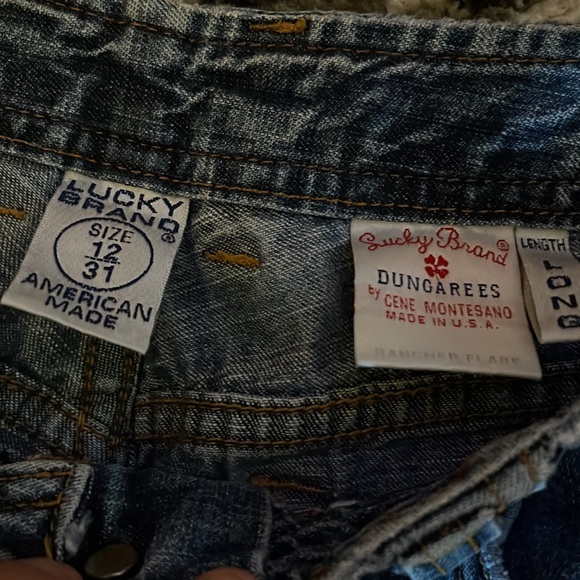 LUCKY
BRAND®
SIZE
12
31
AMERICAN
MADE
Lucky Brand®
DUNGAREES
by GENE MONTESANO
MADE IN U.S.A.
RANCHER FLARE
LENGTH
LONG